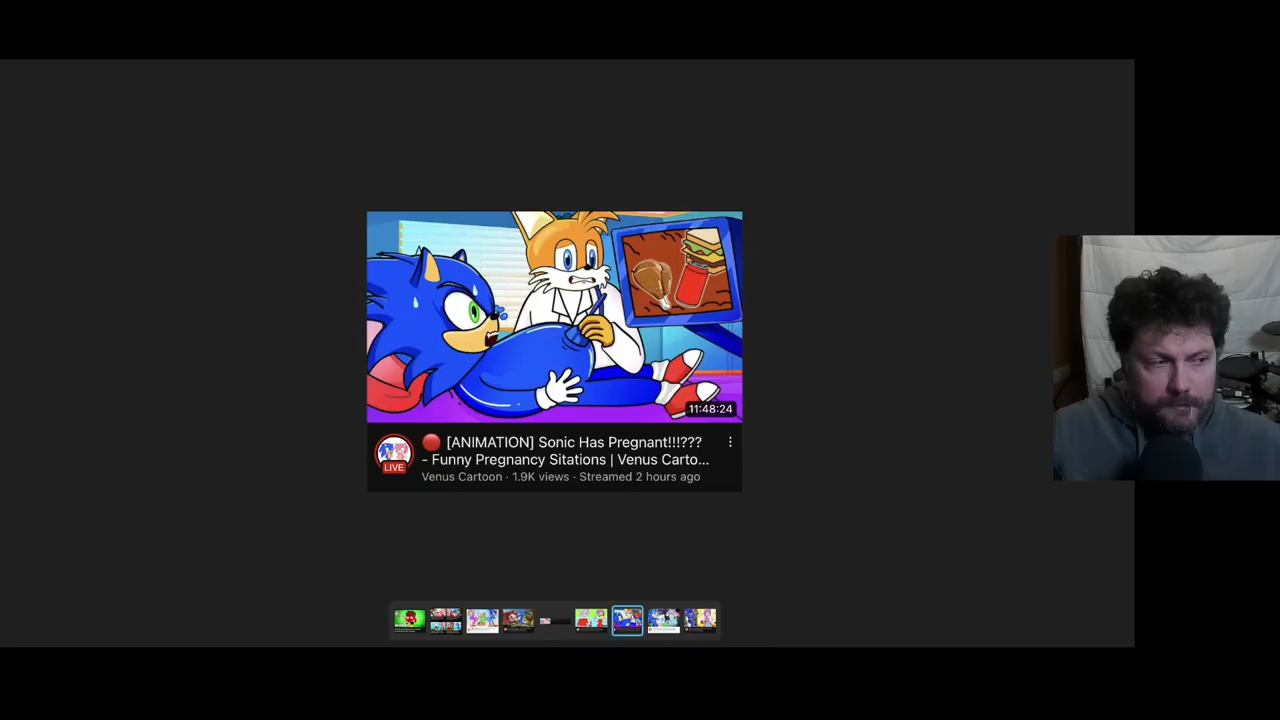 11:48:24
🔴 [ANIMATION] Sonic Has Pregnant!!!???
- Funny Pregnancy Sitations | Venus Carto...
LIVE
Venus Cartoon · 1.9K views · Streamed 2 hours ago